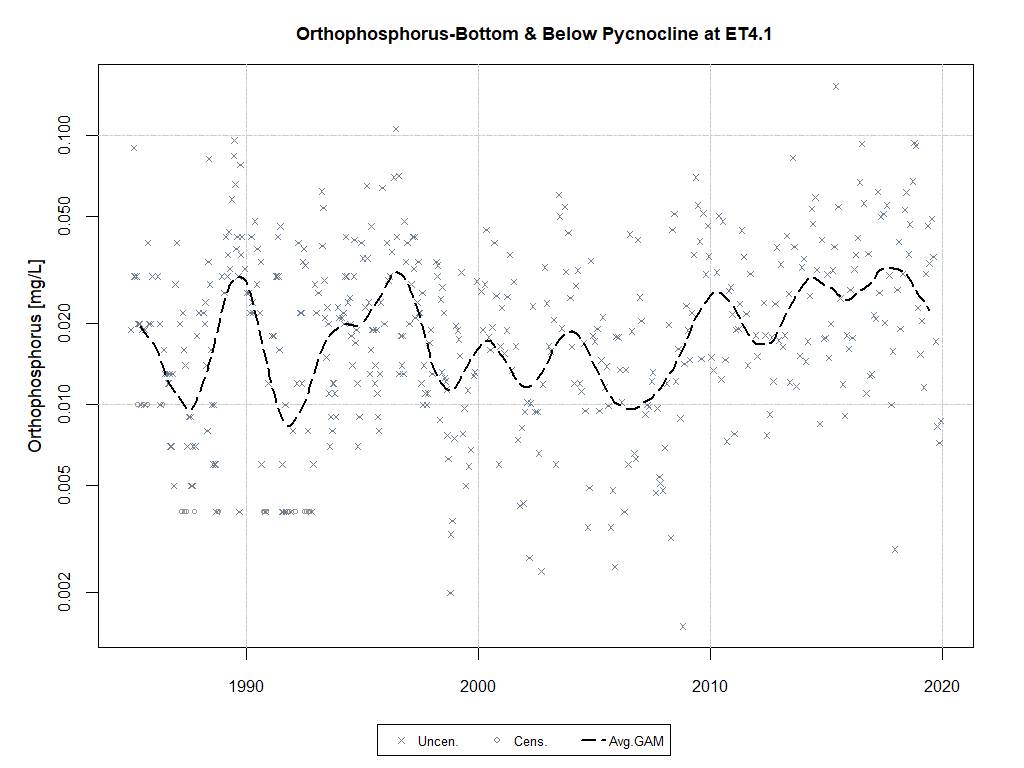 Orthophosphorus-Bottom & Below Pycnocline at ET4.1
Orthophosphorus [mg/L]
0.100
0.050
0.020
0.010
0.005
0.002
1990 2000 2010 2020
Uncen. Cens. Avg.GAM